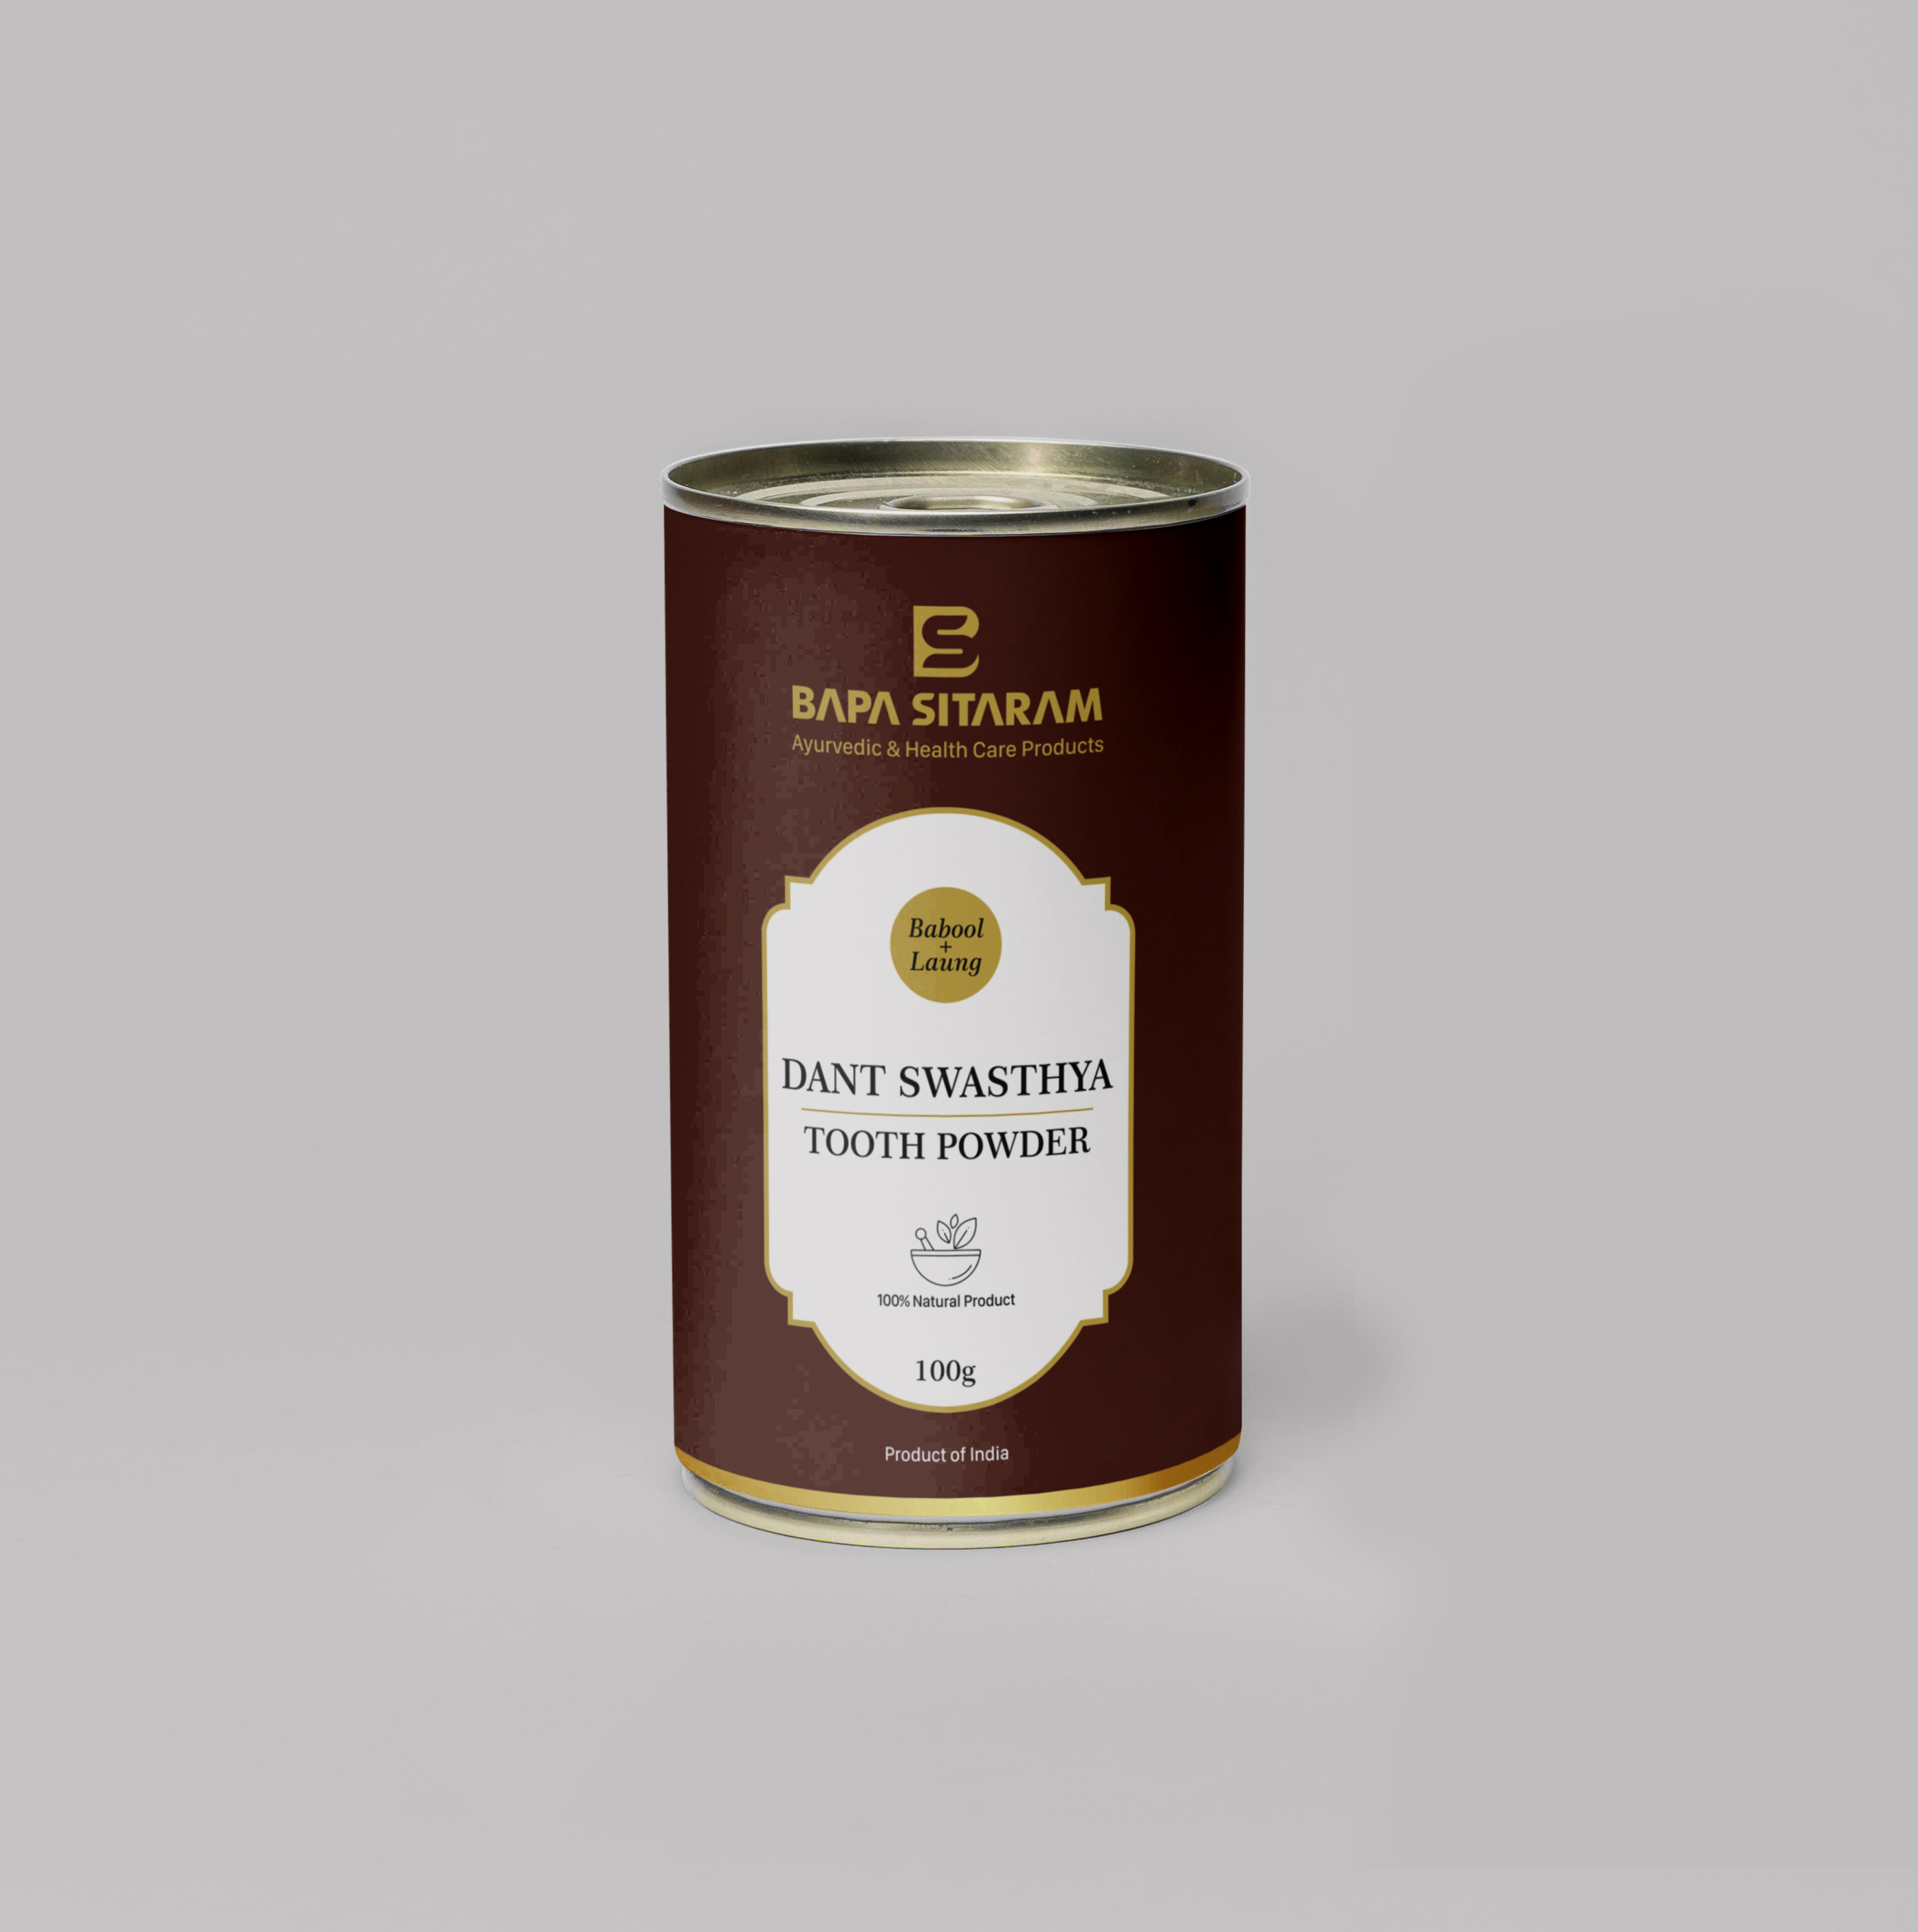 BAPA SITARAM
Ayurvedic & Health Care Products
Babool
+
Laung
DANT SWASTHYA
TOOTH POWDER
100% Natural Product
100g
Product of India